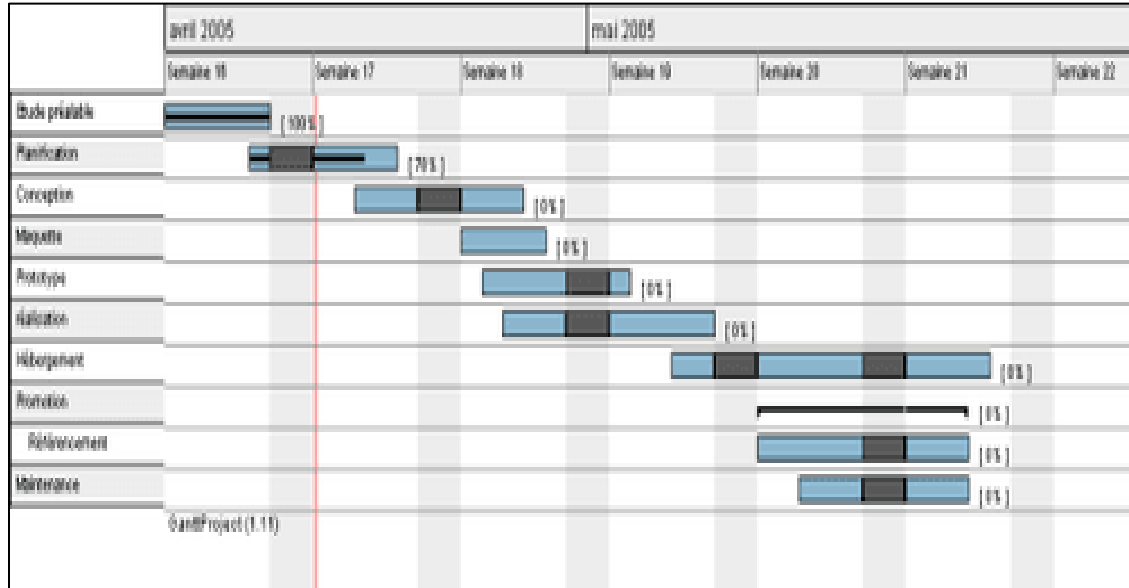 avril 2005
mai 2005
Semaine 16
Semaine 17
Semaine 18
Semaine 19
Semaine 20
Semaine 21
Semaine 22
Etude préalable
[ 100% ]
Planification
[ 70% ]
Conception
[ 0% ]
Maquette
[ 0% ]
Prototype
[ 0% ]
réalisation
[ 0% ]
Hébergement
[ 0% ]
Promotion
[ 0% ]
Référencement
[ 0% ]
Maintenance
[ 0% ]
GanttProject (1.11)